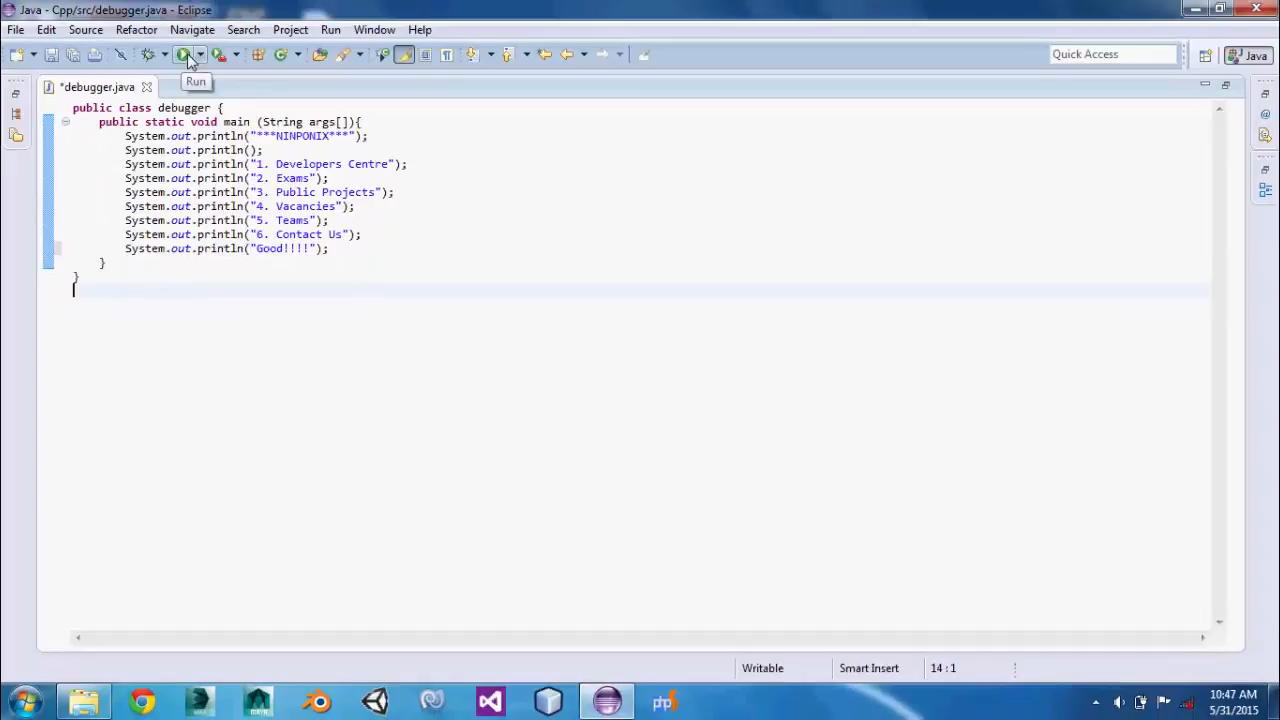 Java - Cpp/src/debugger.java - Eclipse
File Edit Source Refactor Navigate Search Project Run Window Help
Quick Access
Java
Run
*debugger.java
public class debugger {
public static void main (String args[]){
System.out.println("***NINPONIX***");
System.out.println();
System.out.println("1. Developers Centre");
System.out.println("2. Exams");
System.out.println("3. Public Projects");
System.out.println("4. Vacancies");
System.out.println("5. Teams");
System.out.println("6. Contact Us");
System.out.println("Good!!!!");
}
}
Writable Smart Insert 14 : 1
10:47 AM
5/31/2015
php